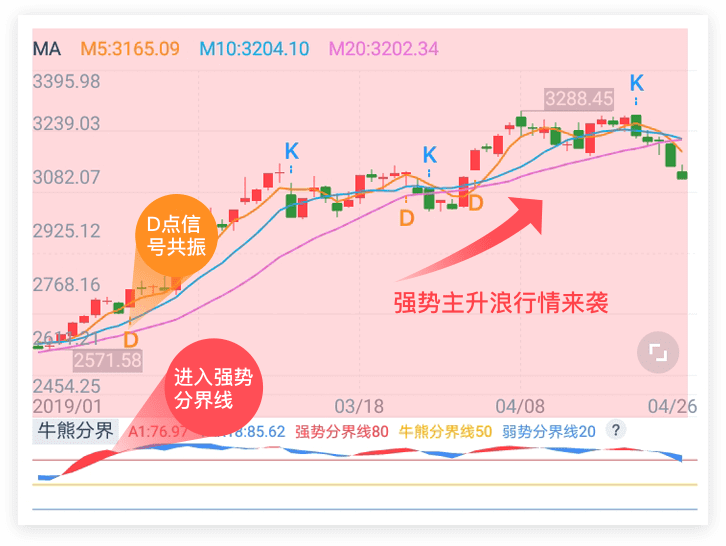 MA M5:3165.09 M10:3204.10 M20:3202.34
3395.98
K
3288.45
3239.03
K K
3082.07
D点信
号共振
D D
2925.12
强势主升浪行情来袭
2768.16
D
2571.58
进入强势
分界线
2454.25
2019/01 03/18 04/08 04/26
牛熊分界 A1:76.97 85.62 强势分界线80 牛熊分界线50 弱势分界线20 ?